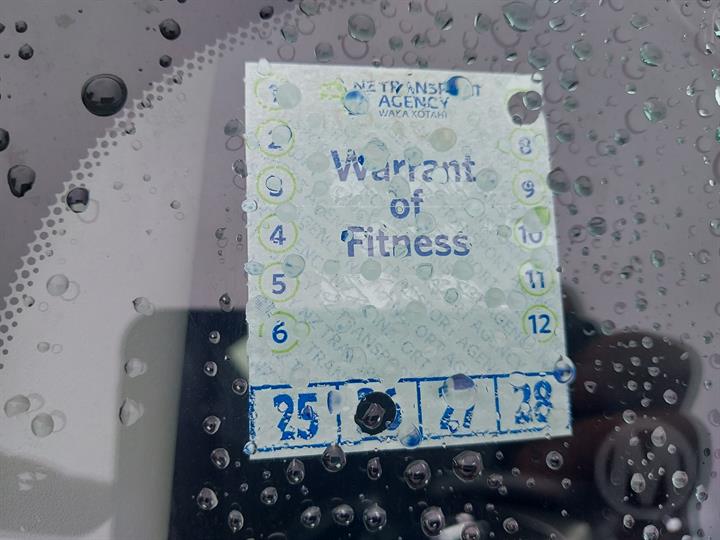 NZ TRANSPORT
AGENCY
WAKA KOTAHI
Warrant
of
Fitness
1
2
3
4
5
6
8
9
10
11
12
25 26 27 28